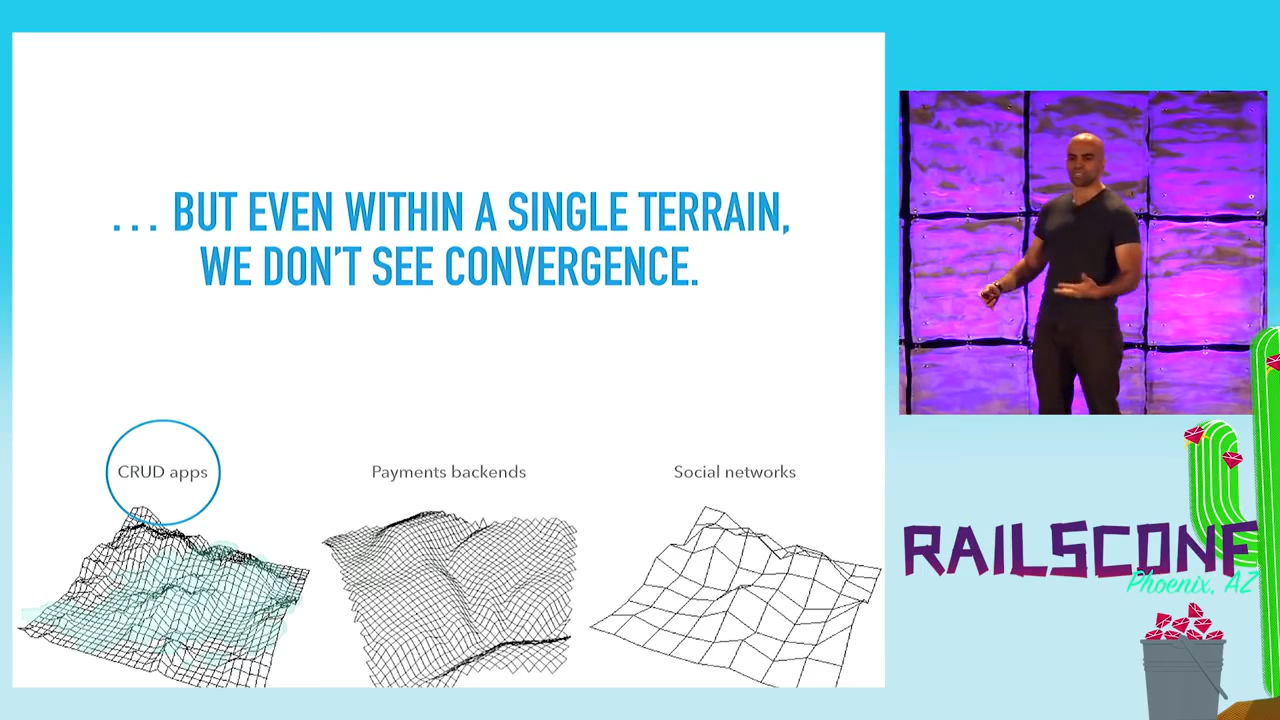 ... BUT EVEN WITHIN A SINGLE TERRAIN,
WE DON'T SEE CONVERGENCE.
CRUD apps
Payments backends
Social networks
RAILSCONF
Phoenix, AZ